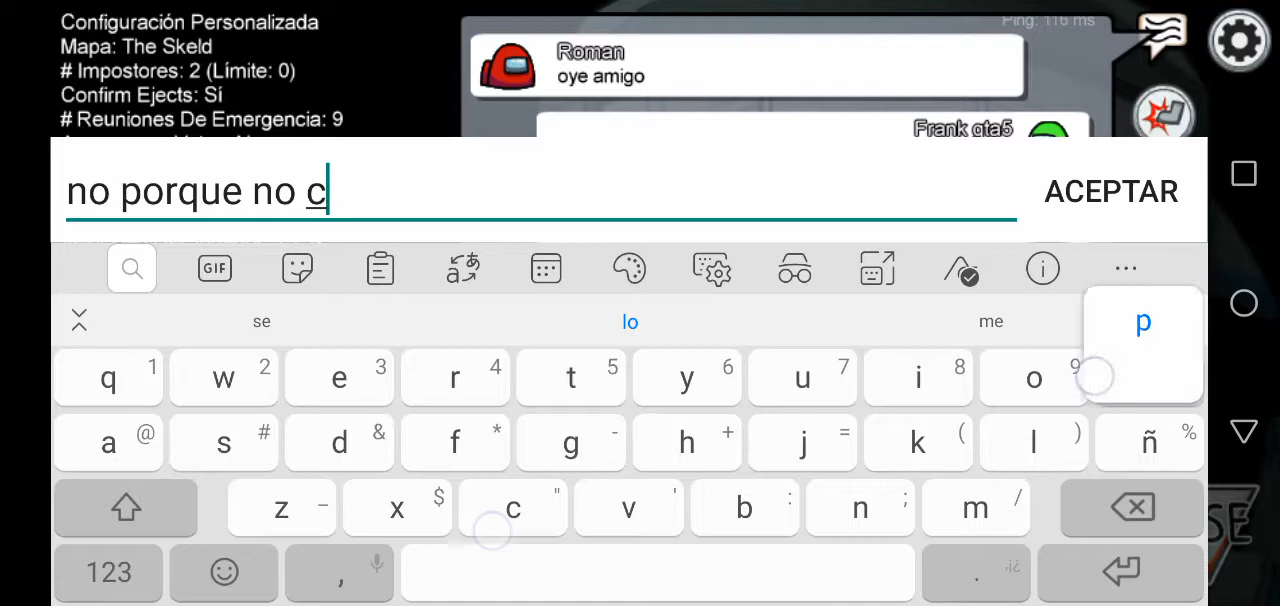 Configuración Personalizada
Mapa: The Skeld
# Impostores: 2 (Límite: 0)
Confirm Ejects: Sí
# Reuniones De Emergencia: 9
Ping: 116 ms
Roman
oye amigo
Frank gta5
no porque no c
ACEPTAR
GIF
se lo me p
q 1 w 2 e 3 r 4 t 5 y 6 u 7 i 8 o 9
a @ s # d & f * g - h + j = k ( l ) ñ %
z _ x $ c " v ' b : n ; m /
123 , . ,i¿